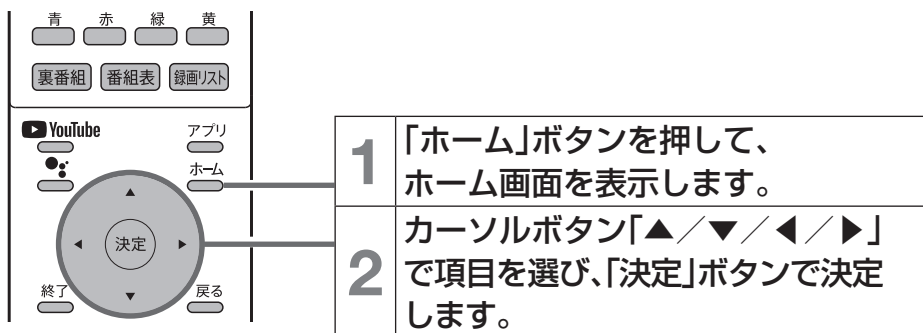 青 赤 緑 黄
裏番組 番組表 録画リスト
YouTube アプリ
ホーム
決定
終了 戻る
1 「ホーム」ボタンを押して、
ホーム画面を表示します。
2 カーソルボタン「▲／▼／◀／▶」
で項目を選び、「決定」ボタンで決定
します。